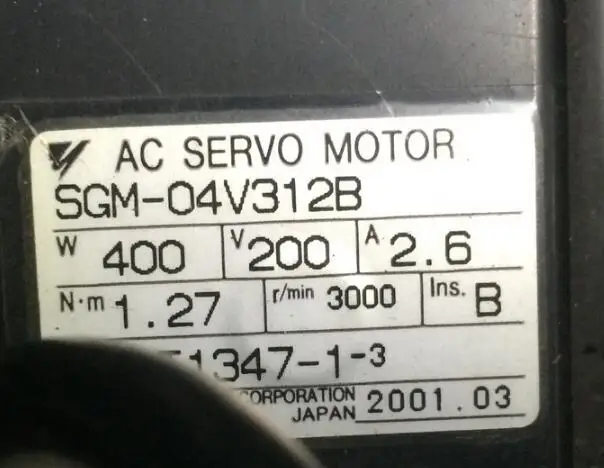 AC SERVO MOTOR
SGM-04V312B
W 400 V 200 A 2.6
N·m 1.27 r/min 3000 Ins. B
1347-1-3
CORPORATION
JAPAN 2001.03